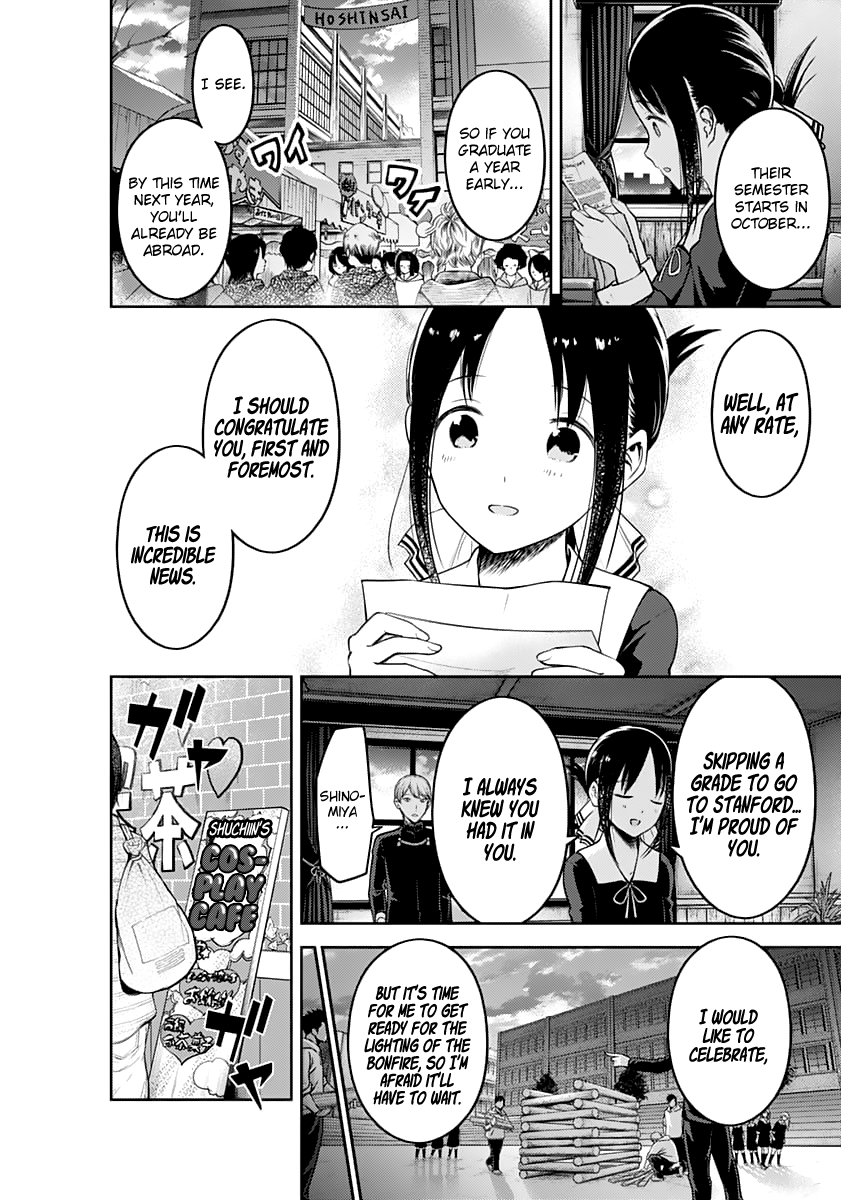 THEIR
SEMESTER
STARTS IN
OCTOBER...
SO IF YOU
GRADUATE
A YEAR
EARLY...
HOSHINSAI
ワイ
ワイ
I SEE.
BY THIS TIME
NEXT YEAR,
YOU'LL
ALREADY BE
ABROAD.
WELL, AT
ANY RATE,
I SHOULD
CONGRATULATE
YOU, FIRST AND
FOREMOST.
THIS IS
INCREDIBLE
NEWS.
SKIPPING A
GRADE TO GO
TO STANFORD...
I'M PROUD OF
YOU.
I ALWAYS
KNEW YOU
HAD IT IN
YOU.
SHINO-
MIYA
...
ガヤ
茶
SHUCHIIN'S
COS-
PLAY
CAFE
ガヤ
I WOULD
LIKE TO
CELEBRATE,
BUT IT'S TIME
FOR ME TO GET
READY FOR THE
LIGHTING OF THE
BONFIRE, SO I'M
AFRAID IT'LL
HAVE TO WAIT.